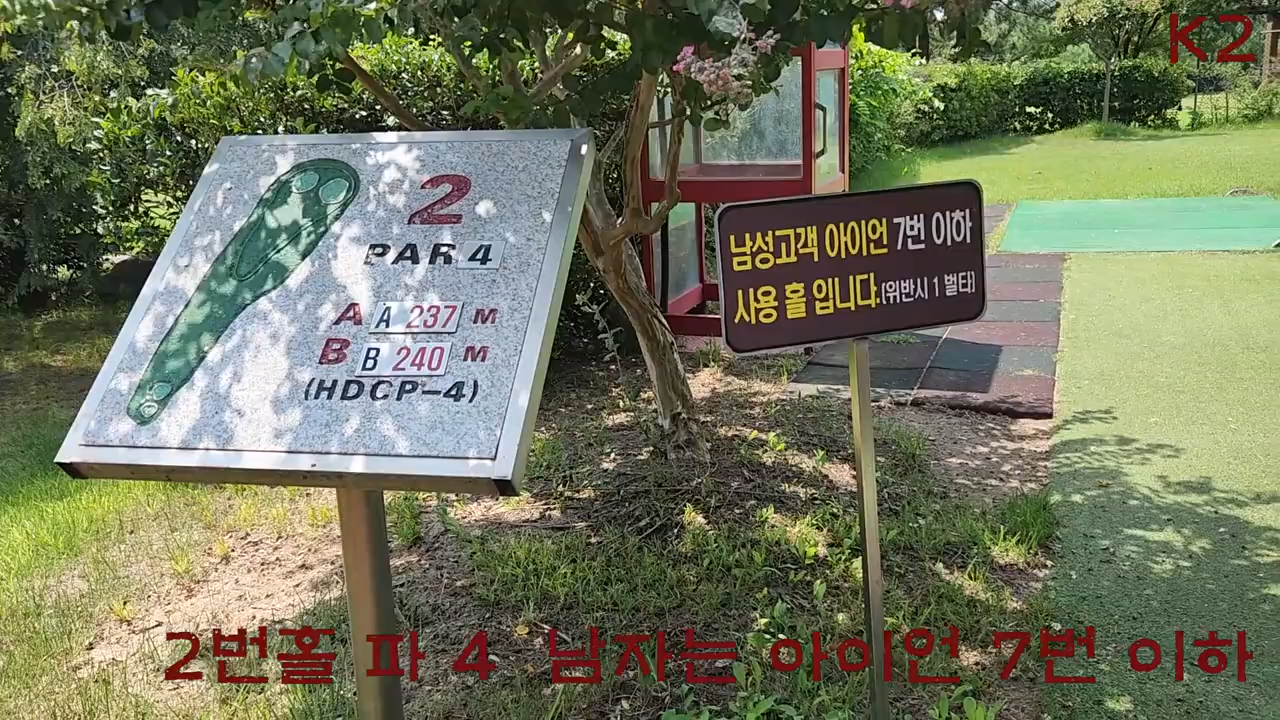 K2
2
PAR 4
A A 237 M
B B 240 M
(HDCP-4)
남성고객 아이언 7번 이하
사용 홀 입니다.(위반시 1 벌타)
2번홀 파 4 남자는 아이언 7번 이하